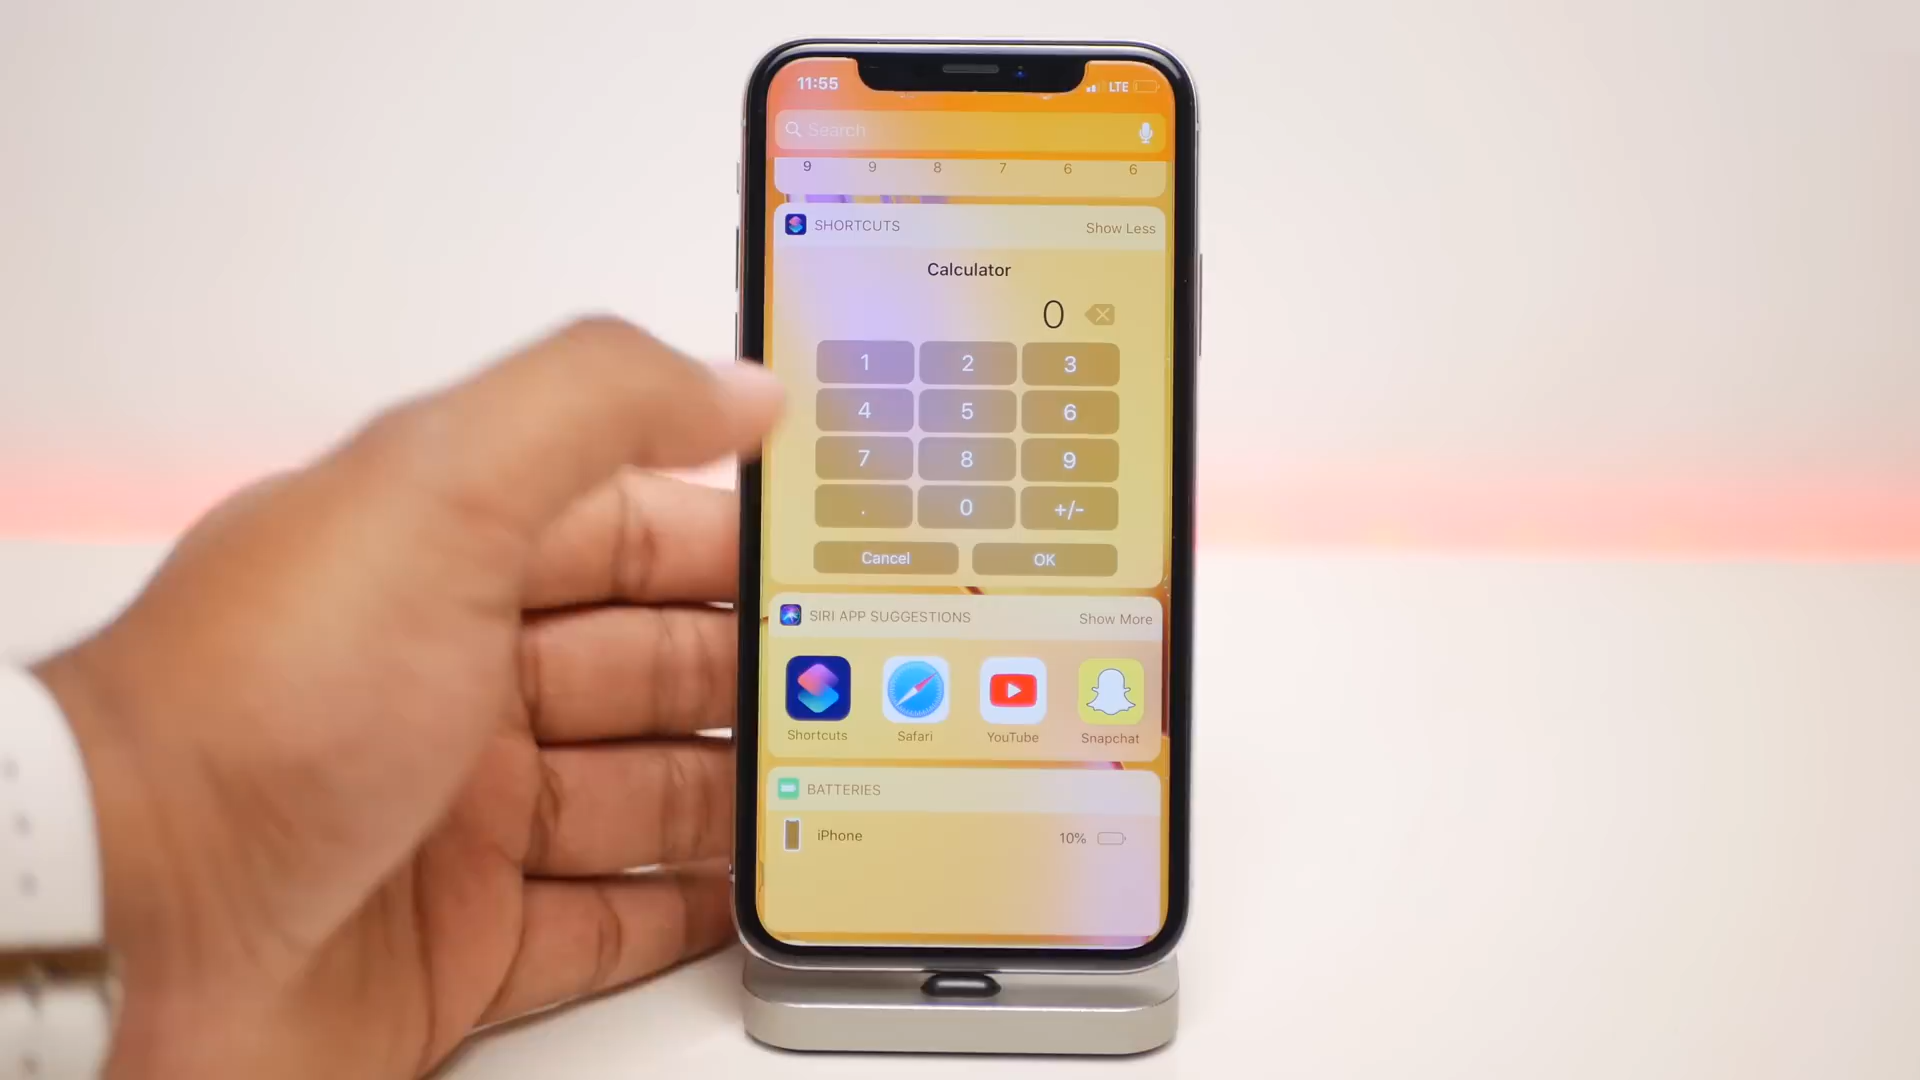 11:55 LTE
Search
9 9 8 7 6 6
SHORTCUTS Show Less
Calculator
0
1 2 3
4 5 6
7 8 9
. 0 +/-
Cancel OK
SIRI APP SUGGESTIONS Show More
Shortcuts Safari YouTube Snapchat
BATTERIES
iPhone 10%